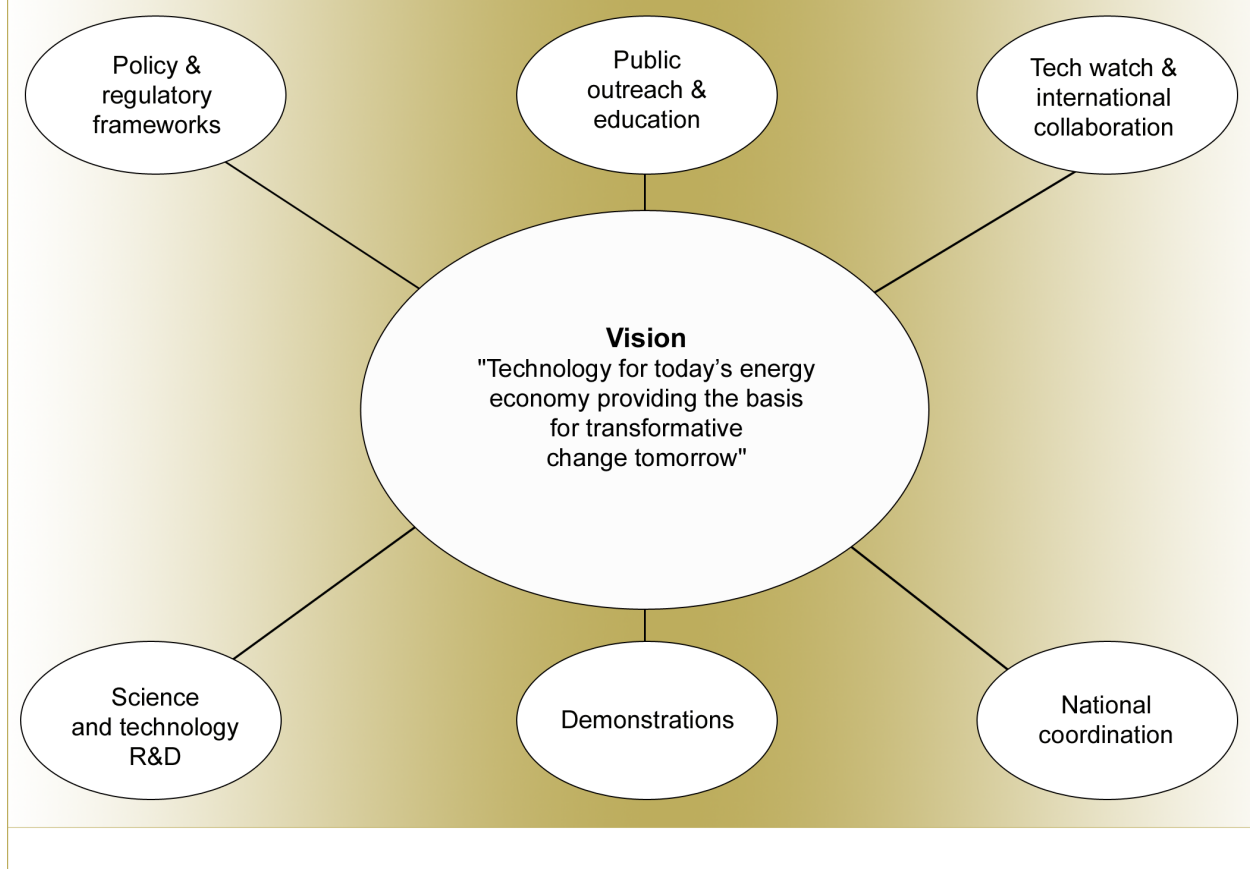 Policy &
regulatory
frameworks
Public
outreach &
education
Tech watch &
international
collaboration
Vision
"Technology for today’s energy
economy providing the basis
for transformative
change tomorrow"
Science
and technology
R&D
Demonstrations
National
coordination